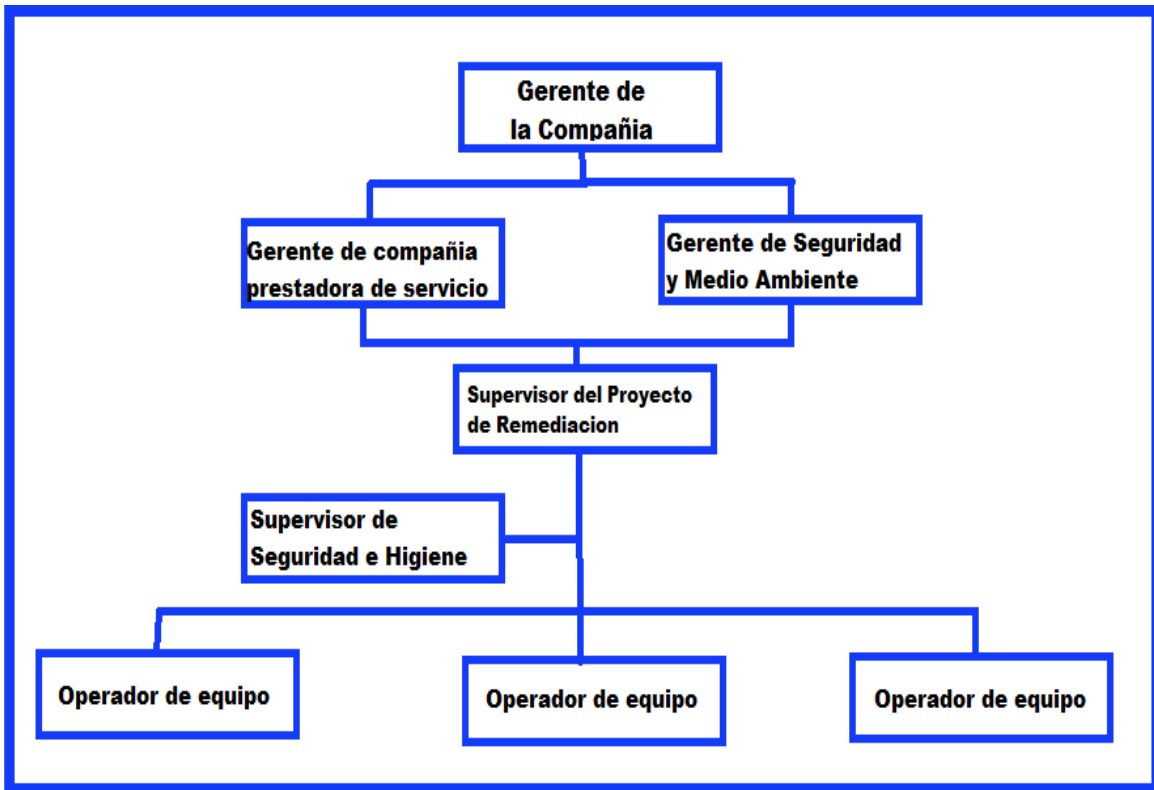 Gerente de
la Compañia
Gerente de compañia
prestadora de servicio
Gerente de Seguridad
y Medio Ambiente
Supervisor del Proyecto
de Remediacion
Supervisor de
Seguridad e Higiene
Operador de equipo
Operador de equipo
Operador de equipo